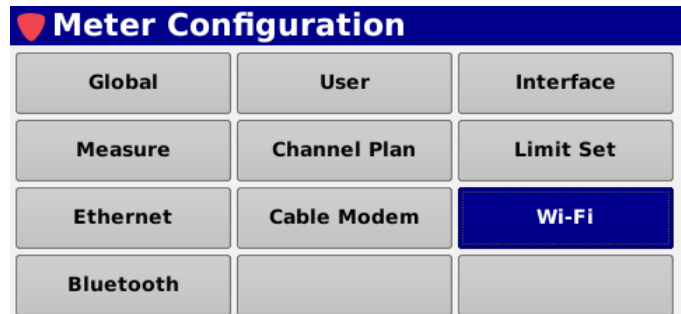 Meter Configuration
Global User Interface
Measure Channel Plan Limit Set
Ethernet Cable Modem Wi-Fi
Bluetooth